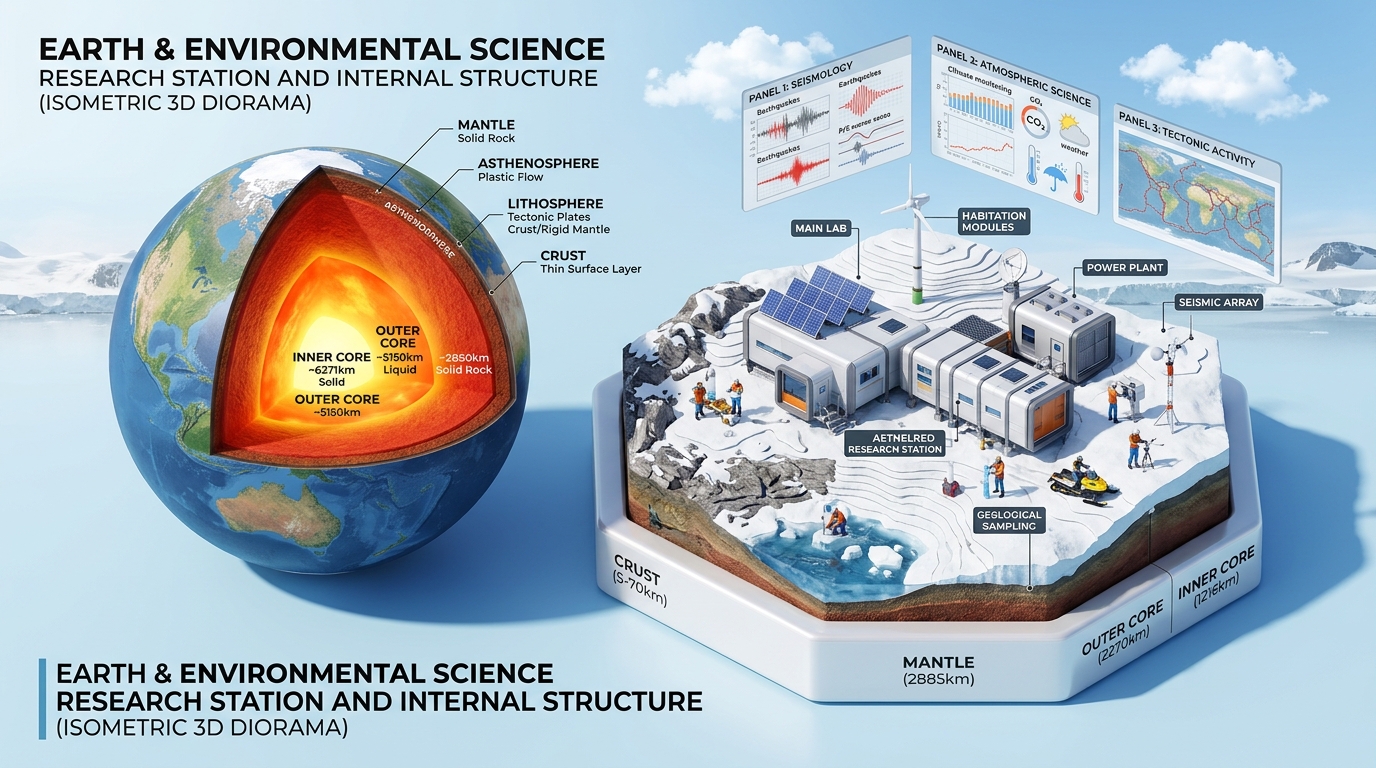 EARTH & ENVIRONMENTAL SCIENCE
RESEARCH STATION AND INTERNAL STRUCTURE
(ISOMETRIC 3D DIORAMA)
MANTLE
Solid Rock
ASTHENOSPHERE
Plastic Flow
LITHOSPHERE
Tectonic Plates
Crust/Rigid Mantle
CRUST
Thin Surface Layer
OUTER
CORE
~5150km
Liquid
INNER CORE
~6271km
Solid
OUTER CORE
~5150km
~2850km
Solid Rock
PANEL 1: SEISMOLOGY
Earthquakes
PANEL 2: ATMOSPHERIC SCIENCE
CO₂
CO₂
weather
PANEL 3: TECTONIC ACTIVITY
MAIN LAB
HABITATION
MODULES
POWER PLANT
SEISMIC ARRAY
AETNELRED
RESEARCH STATION
GEOLOGICAL
SAMPLING
CRUST
(5-70km)
MANTLE
(2885km)
OUTER CORE
(2270km)
INNER CORE
(1216km)
EARTH & ENVIRONMENTAL SCIENCE
RESEARCH STATION AND INTERNAL STRUCTURE
(ISOMETRIC 3D DIORAMA)